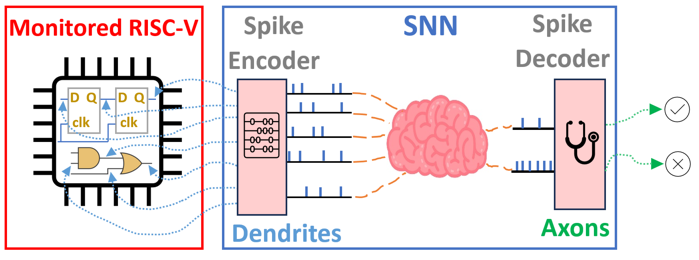 Monitored RISC-V
D Q
D Q
clk
clk
Spike
Encoder
SNN
Spike
Decoder
Dendrites
Axons